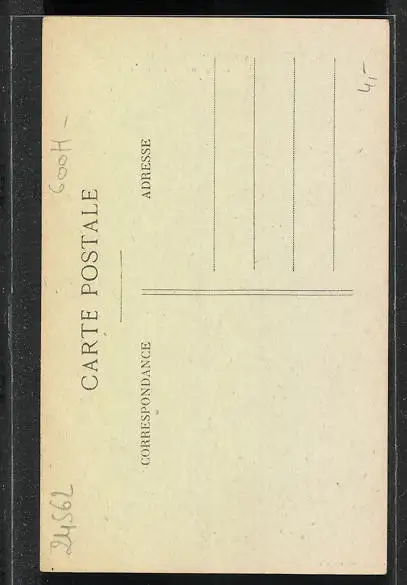 24562
600H -
CARTE POSTALE
CORRESPONDANCE
ADRESSE
4,-